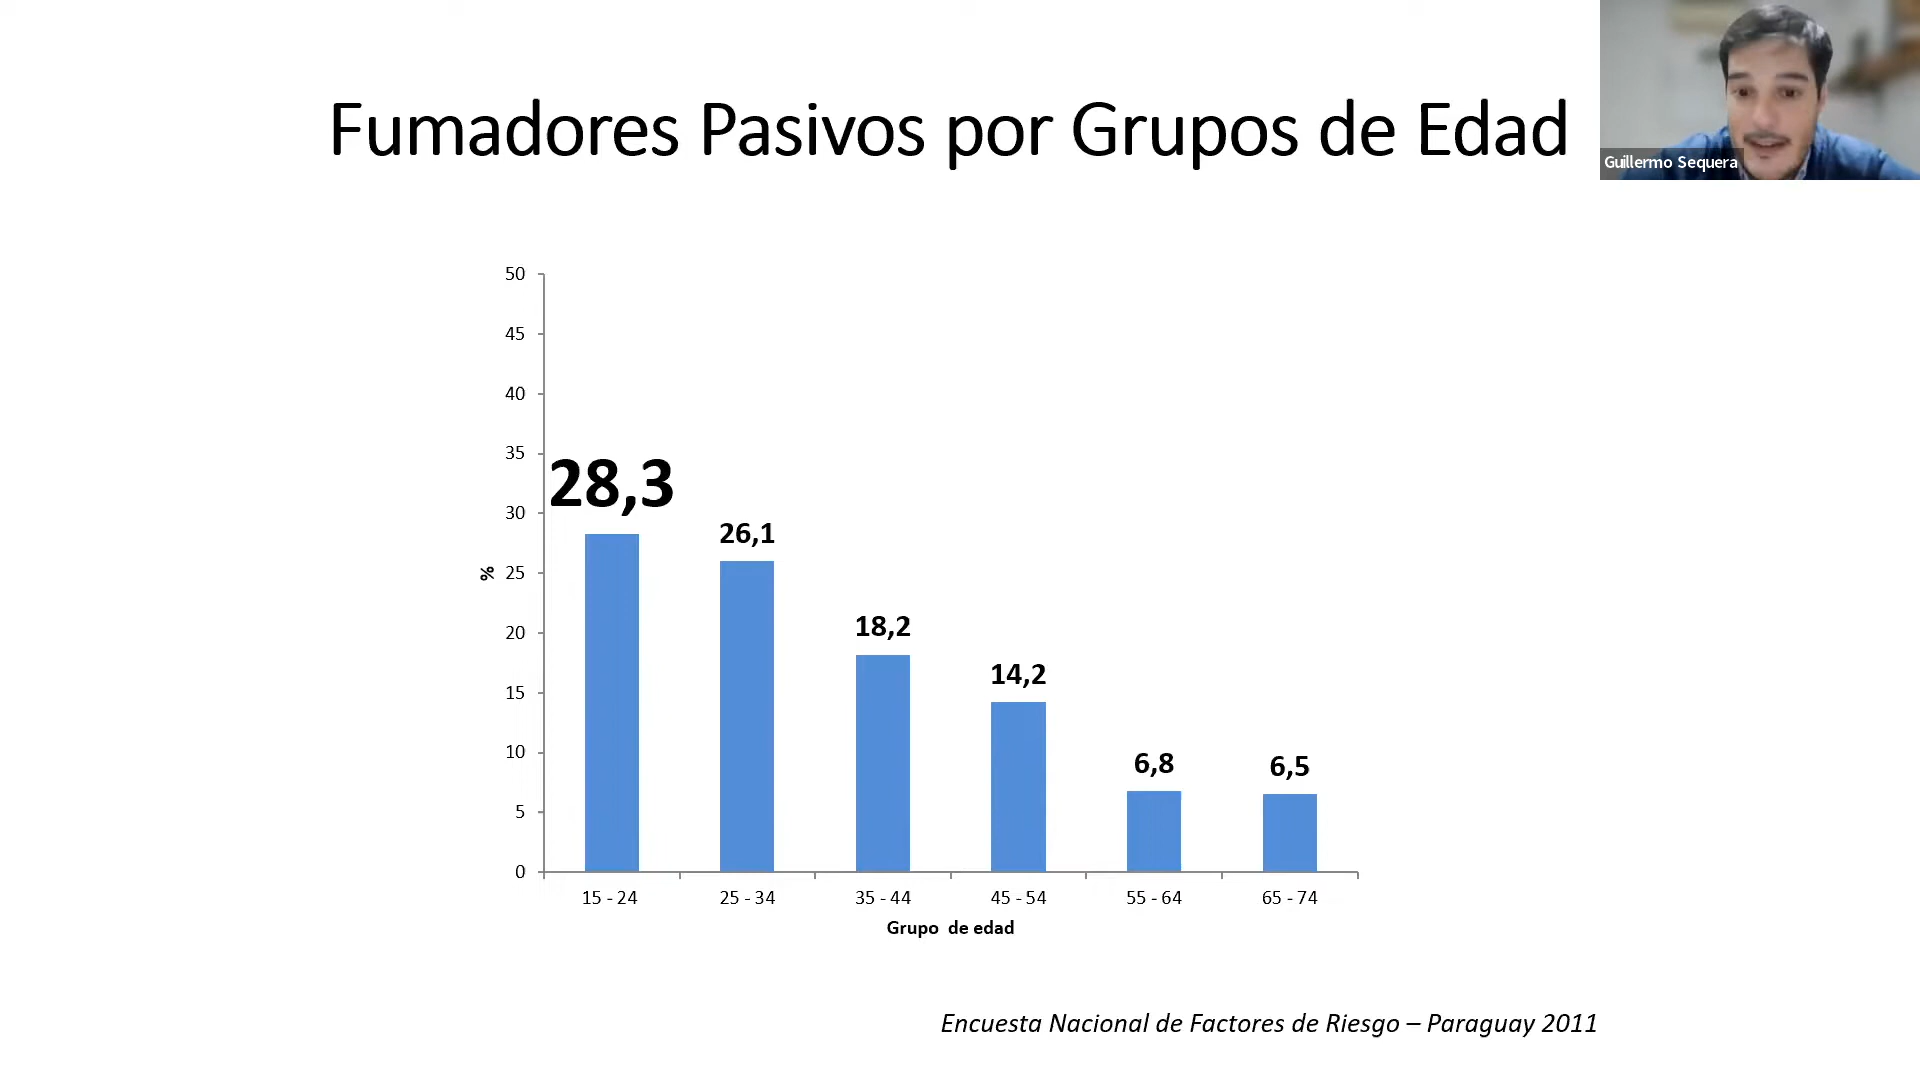 Fumadores Pasivos por Grupos de Edad
Guillermo Sequera
50
45
40
35
30
25
20
15
10
5
0
%
28,3
26,1
18,2
14,2
6,8
6,5
15 - 24
25 - 34
35 - 44
45 - 54
55 - 64
65 - 74
Grupo de edad
Encuesta Nacional de Factores de Riesgo – Paraguay 2011